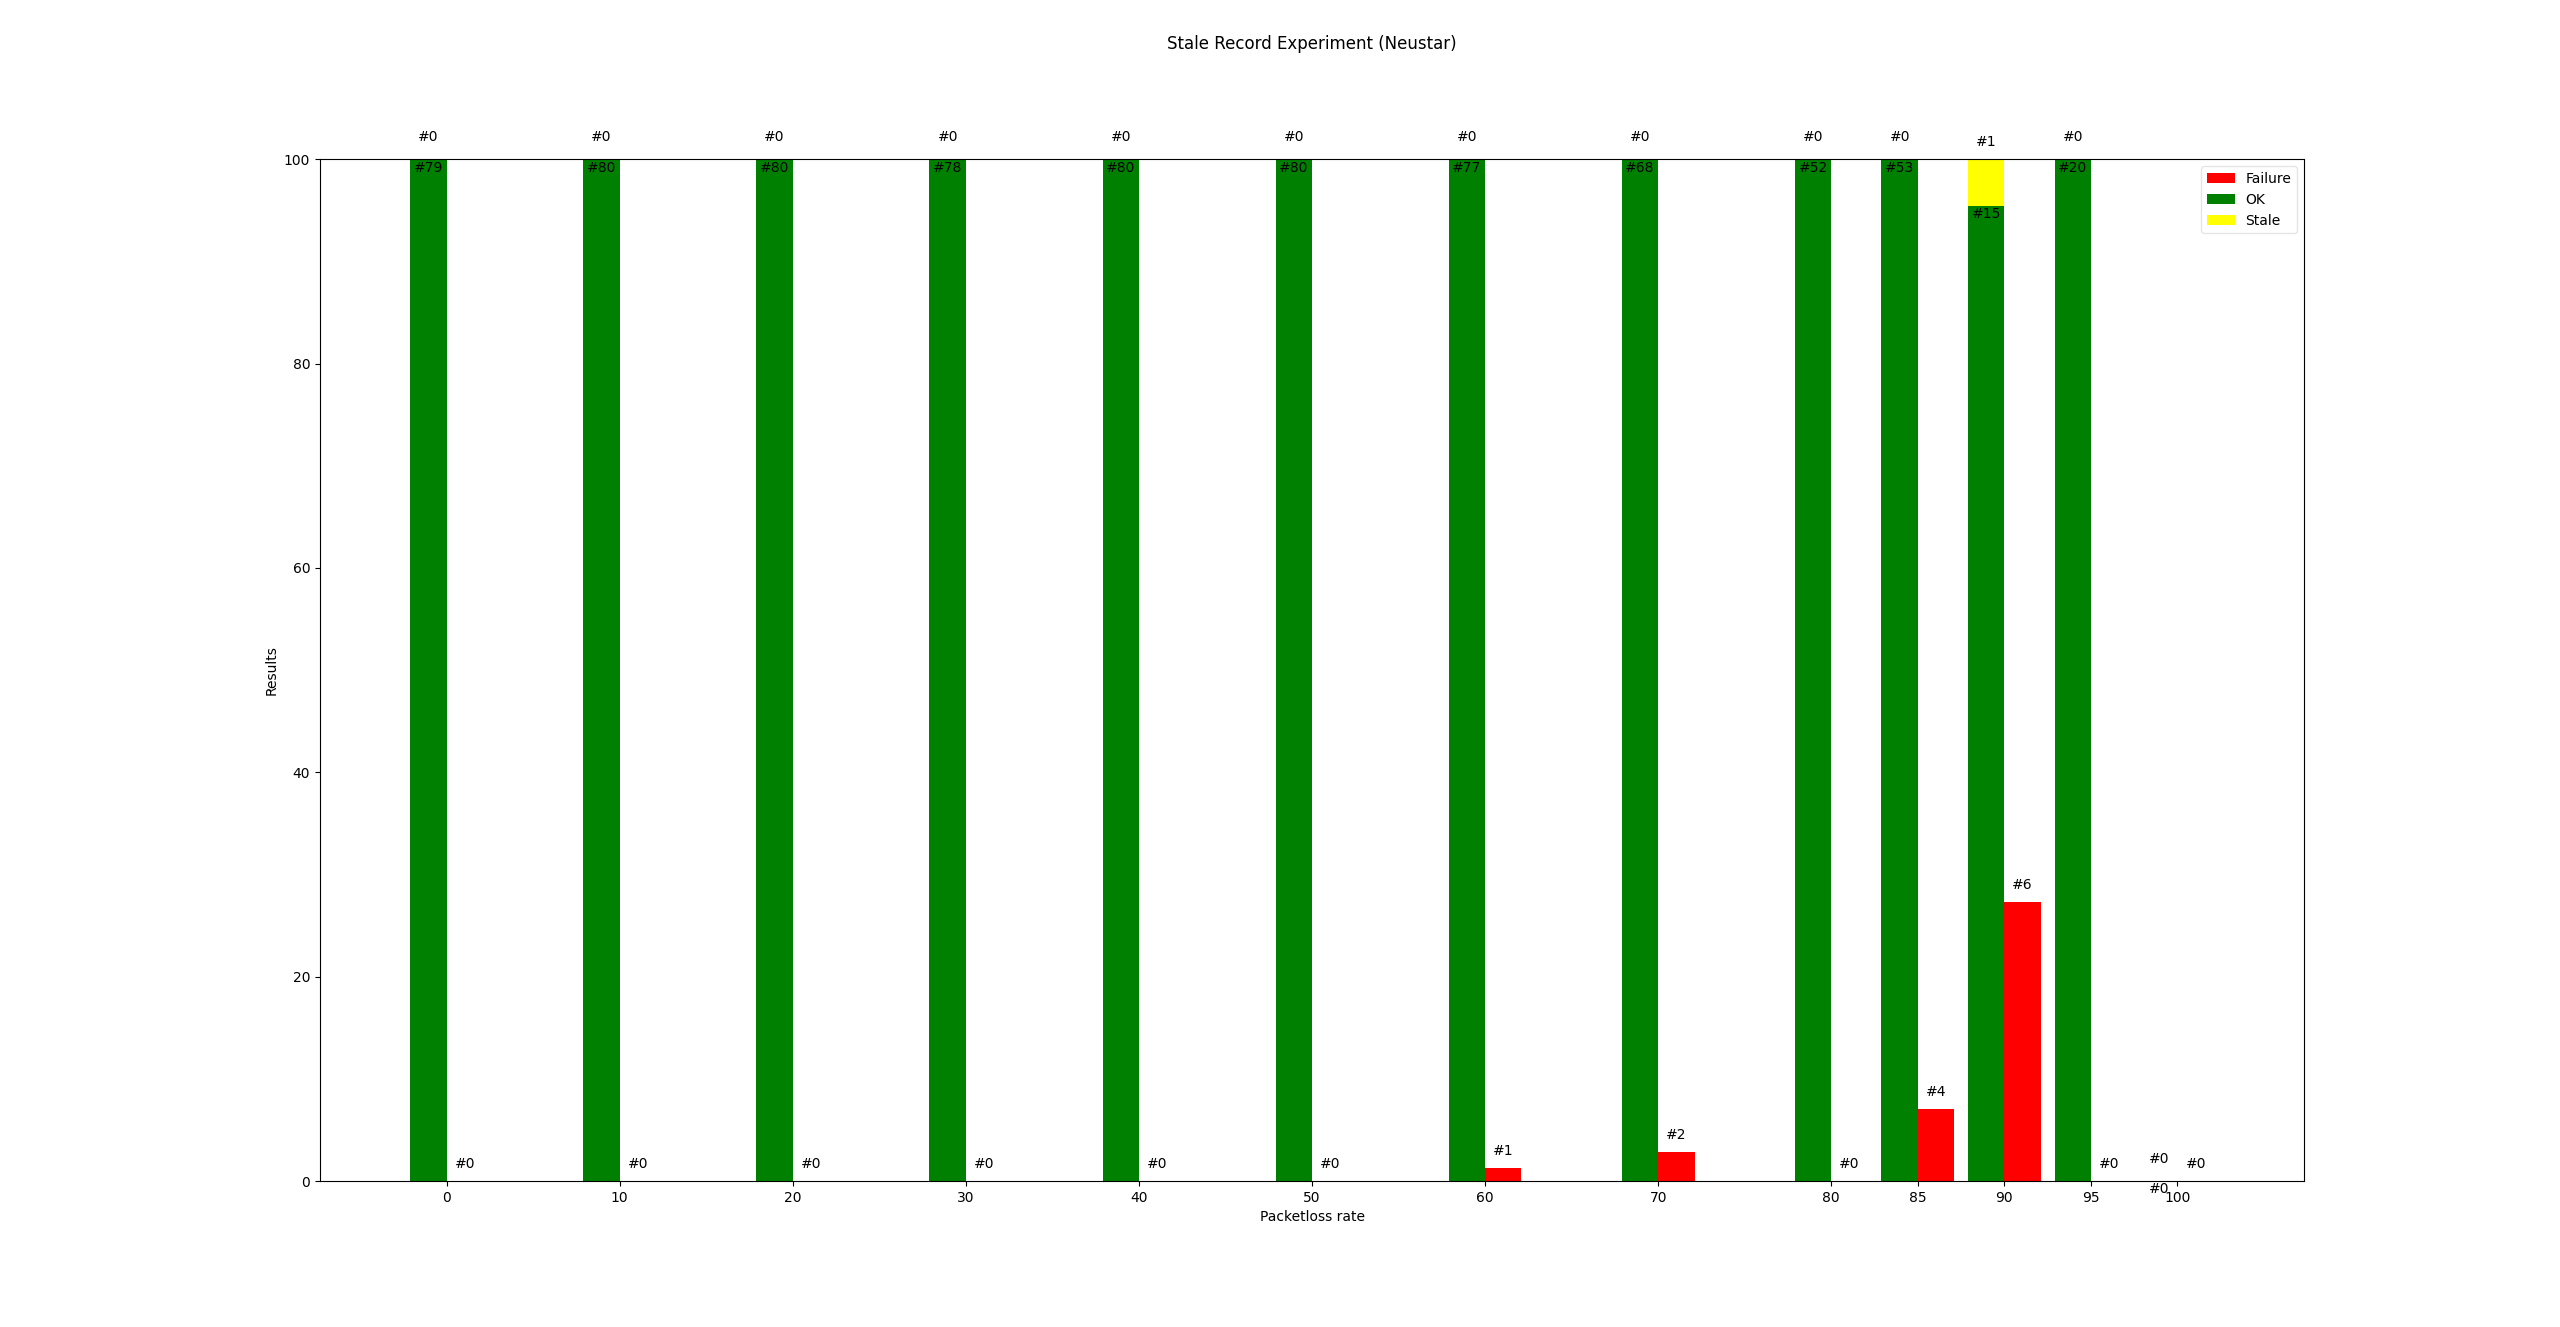 Stale Record Experiment (Neustar)
#0 #0 #0 #0 #0 #0 #0 #0 #0 #0 #1 #0
100 #79 #80 #80 #78 #80 #80 #77 #68 #52 #53 #20
Failure
OK
Stale
#15
80
60
Results
40
#6
20
#4
#2
#1
#0 #0 #0 #0 #0 #0 #0 #0 #0 #0
0
#0
0 10 20 30 40 50 60 70 80 85 90 95 100
Packetloss rate